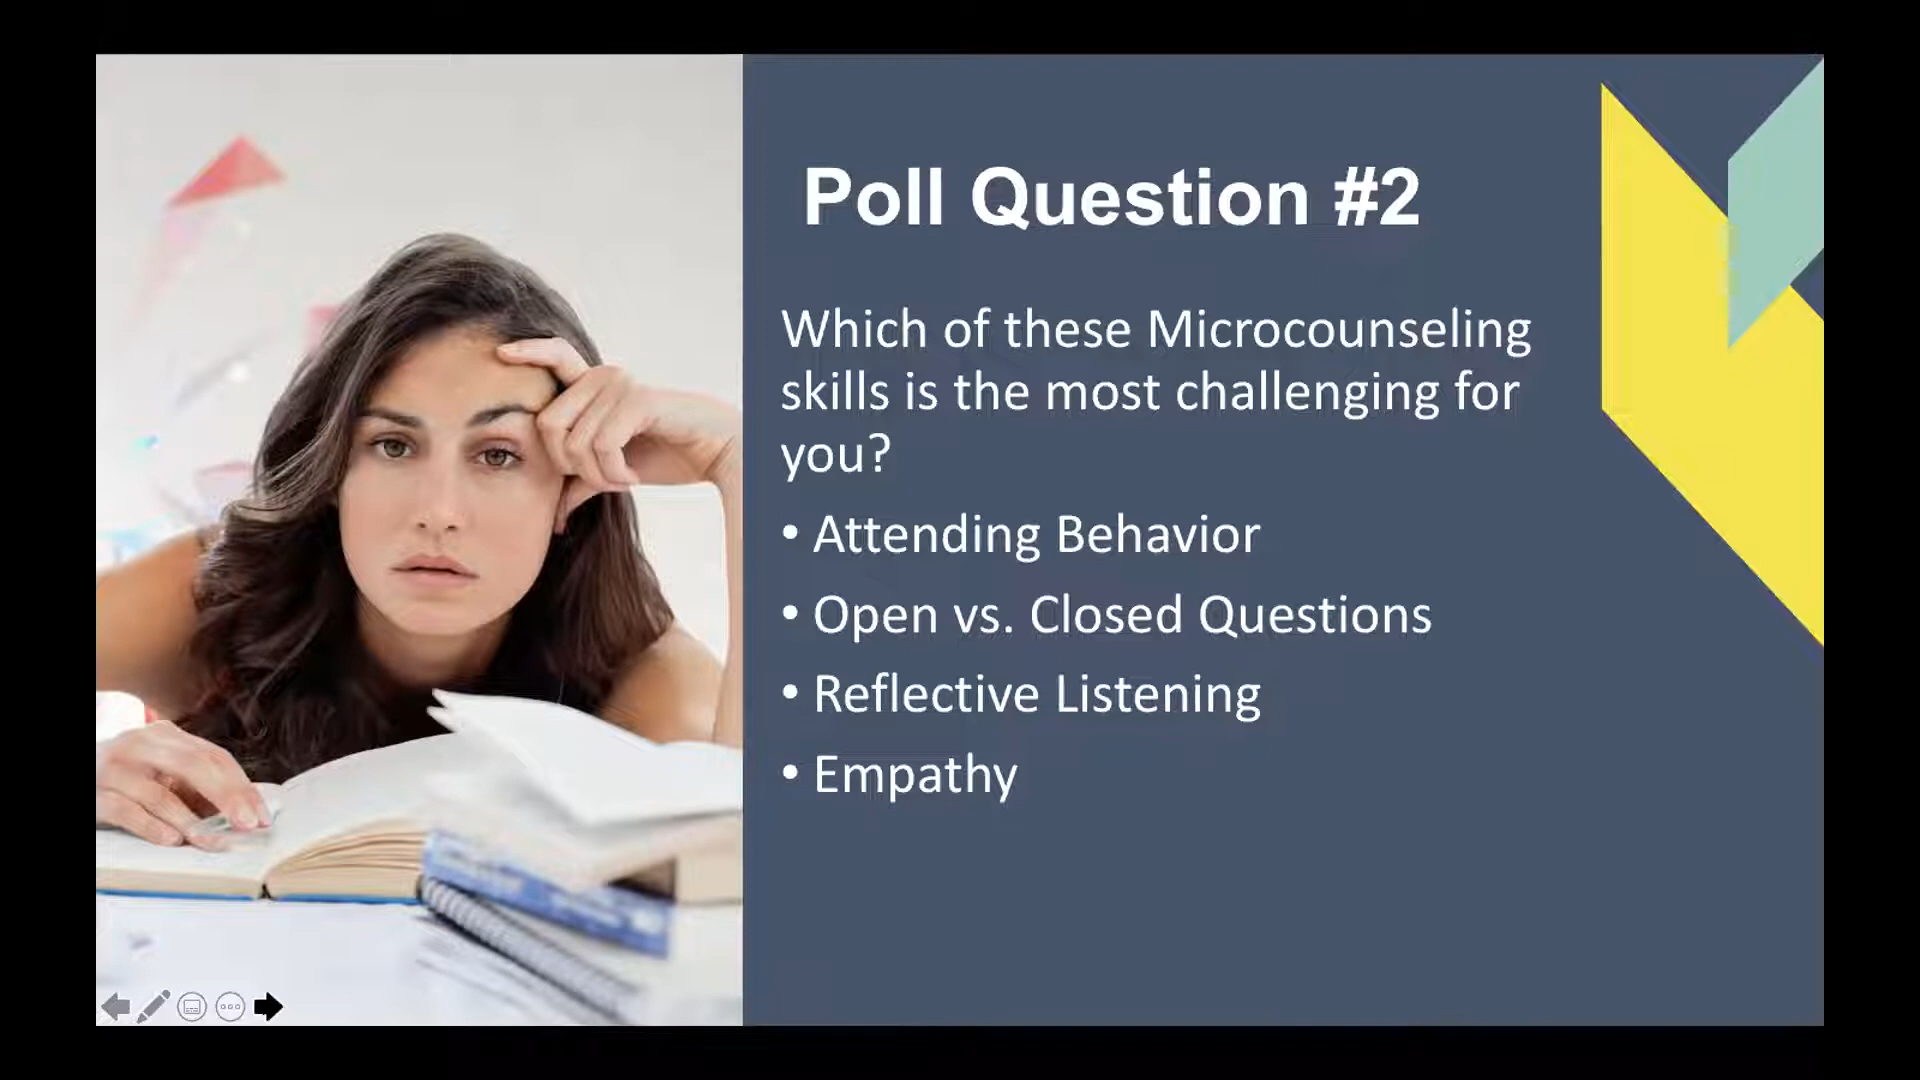 Poll Question #2
Which of these Microcounseling
skills is the most challenging for
you?
• Attending Behavior
• Open vs. Closed Questions
• Reflective Listening
• Empathy